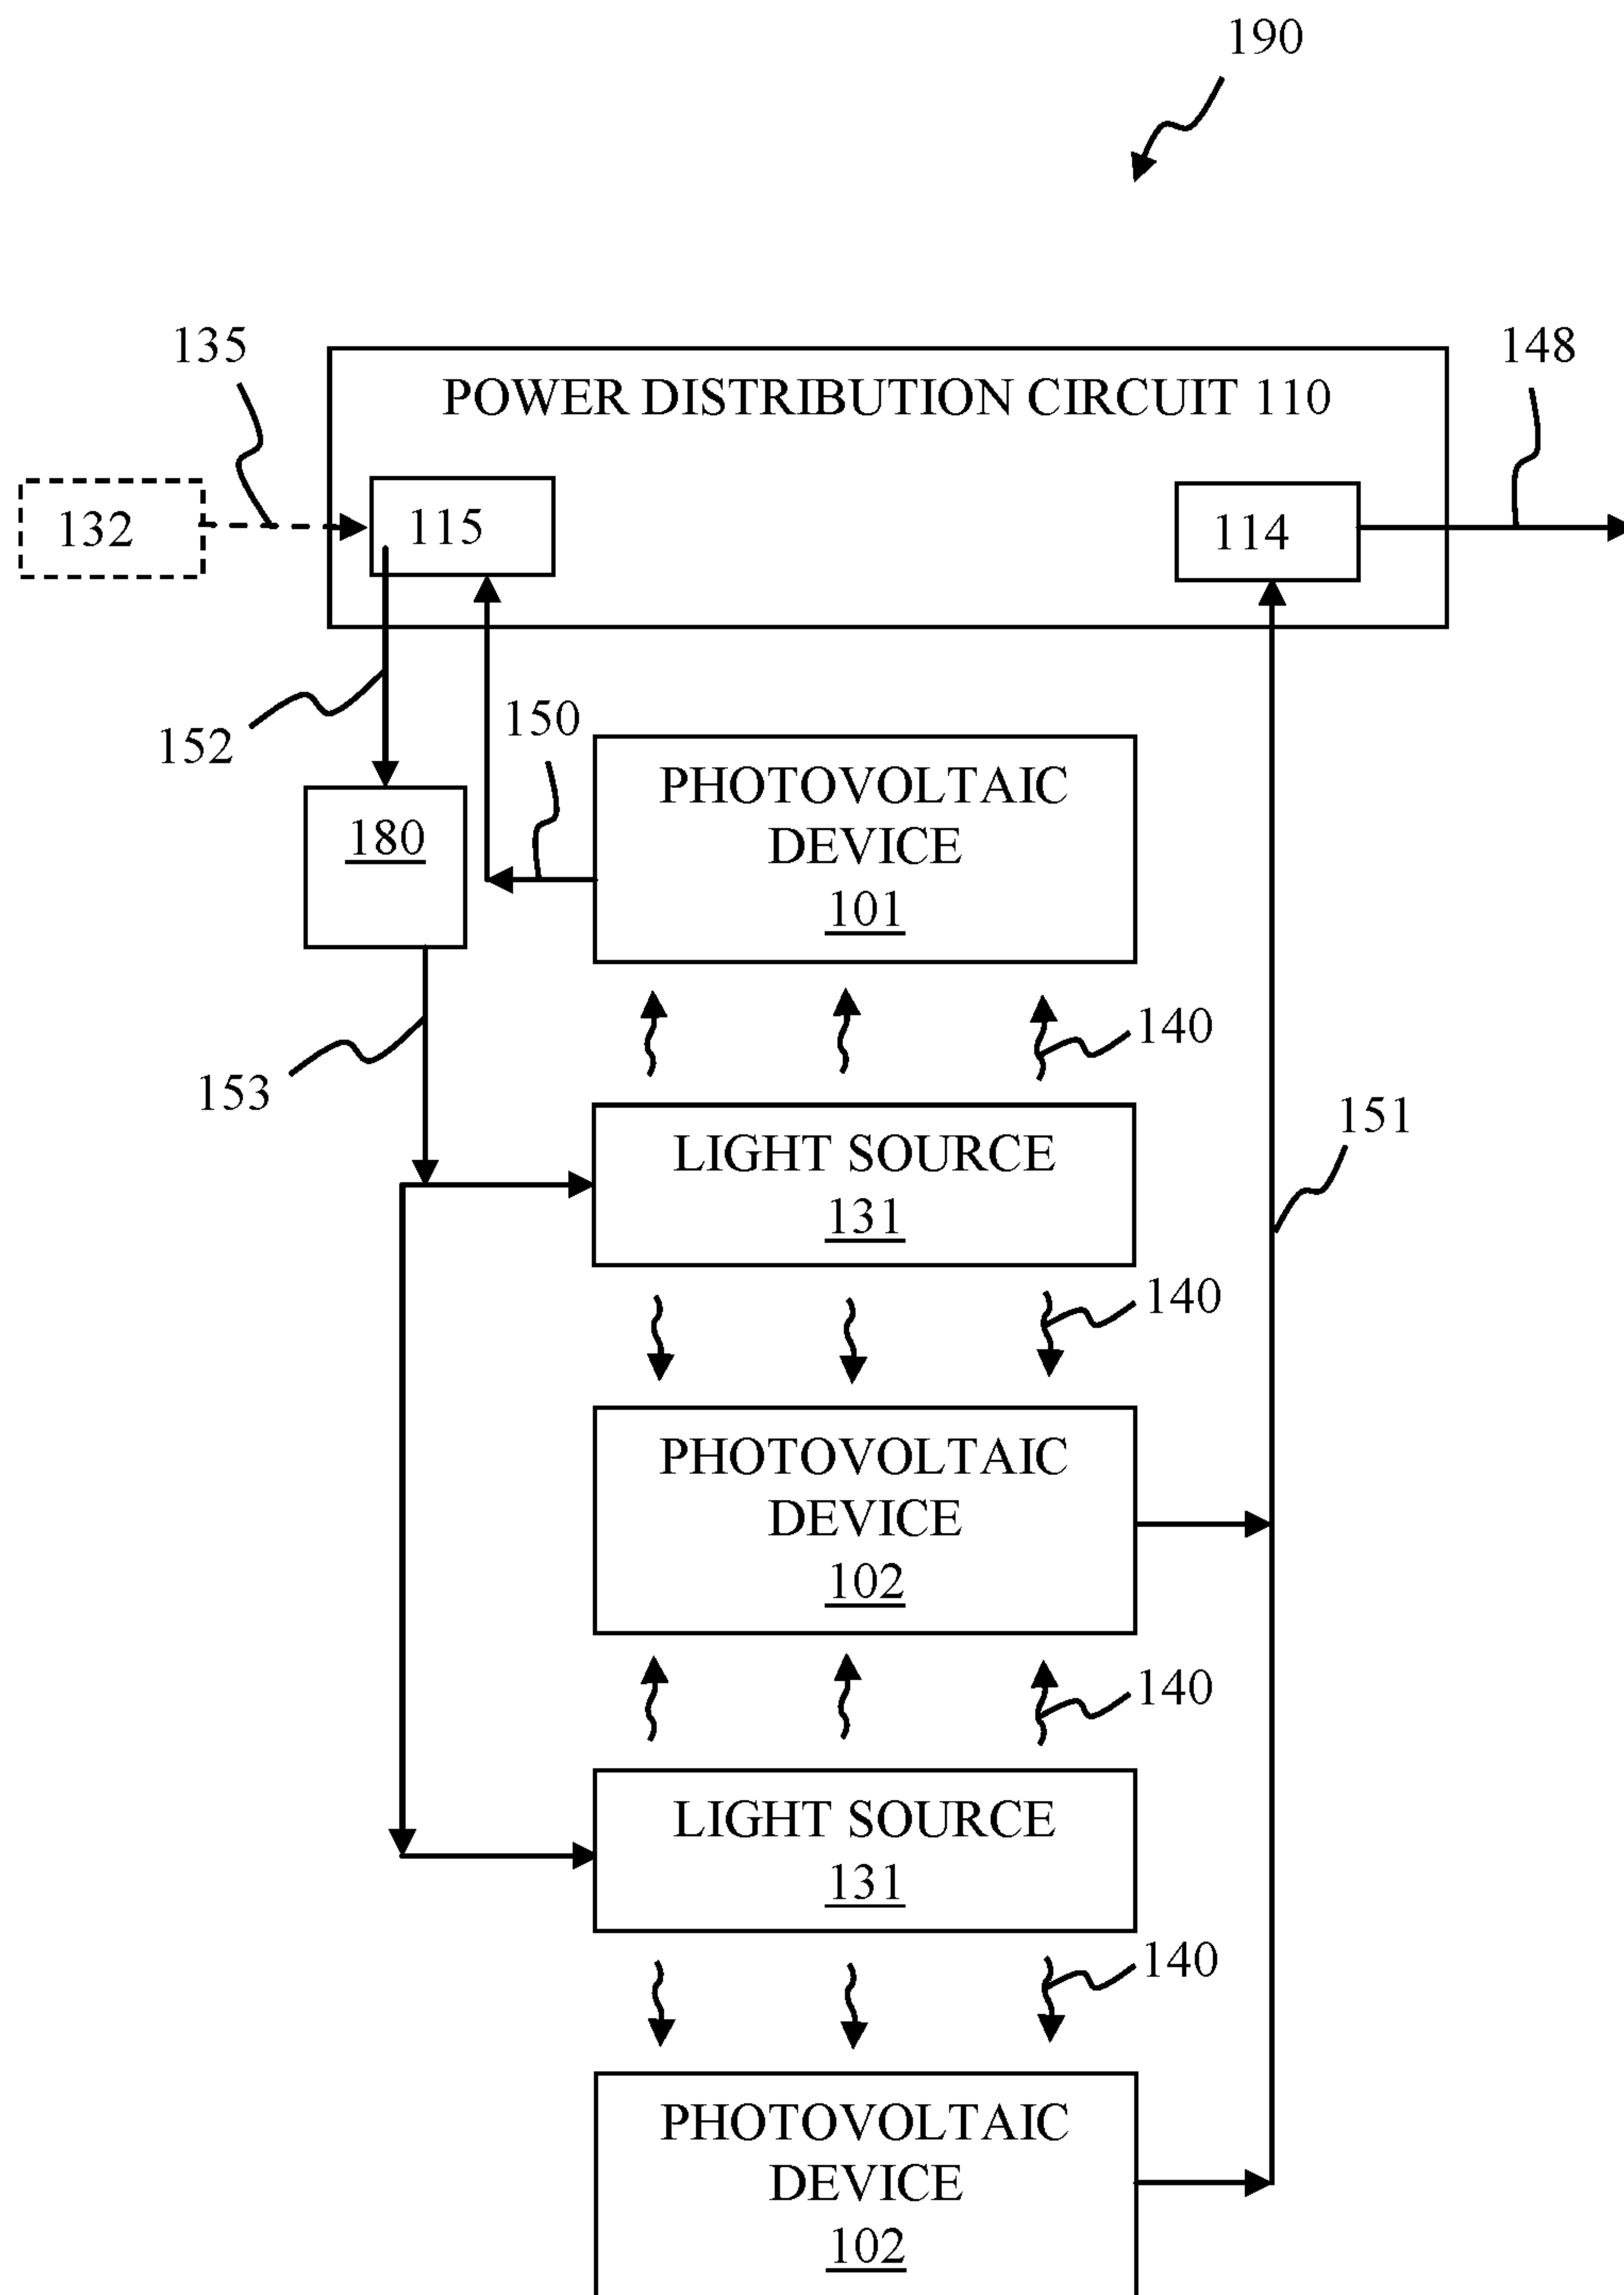 190
135
148
POWER DISTRIBUTION CIRCUIT 110
132
115
114
152
150
PHOTOVOLTAIC
DEVICE
101
180
140
153
LIGHT SOURCE
131
151
140
PHOTOVOLTAIC
DEVICE
102
140
LIGHT SOURCE
131
140
PHOTOVOLTAIC
DEVICE
102